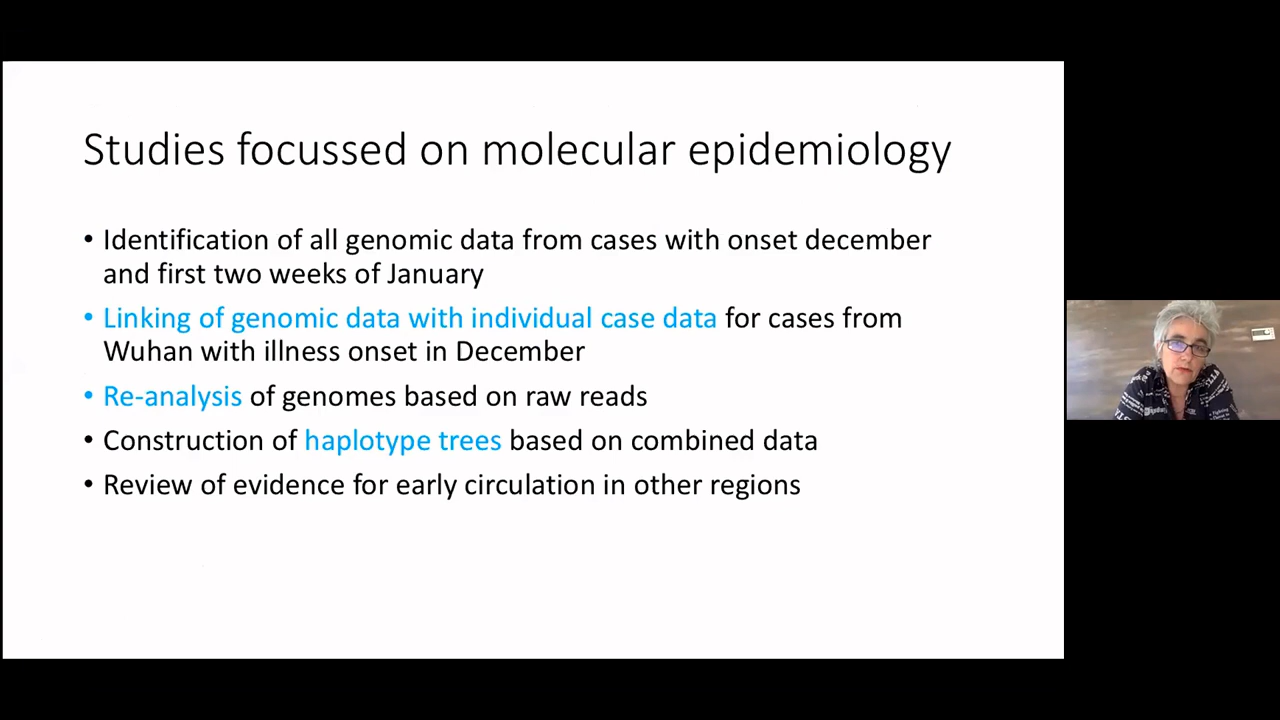 Studies focussed on molecular epidemiology
• Identification of all genomic data from cases with onset december
and first two weeks of January
• Linking of genomic data with individual case data for cases from
Wuhan with illness onset in December
• Re-analysis of genomes based on raw reads
• Construction of haplotype trees based on combined data
• Review of evidence for early circulation in other regions